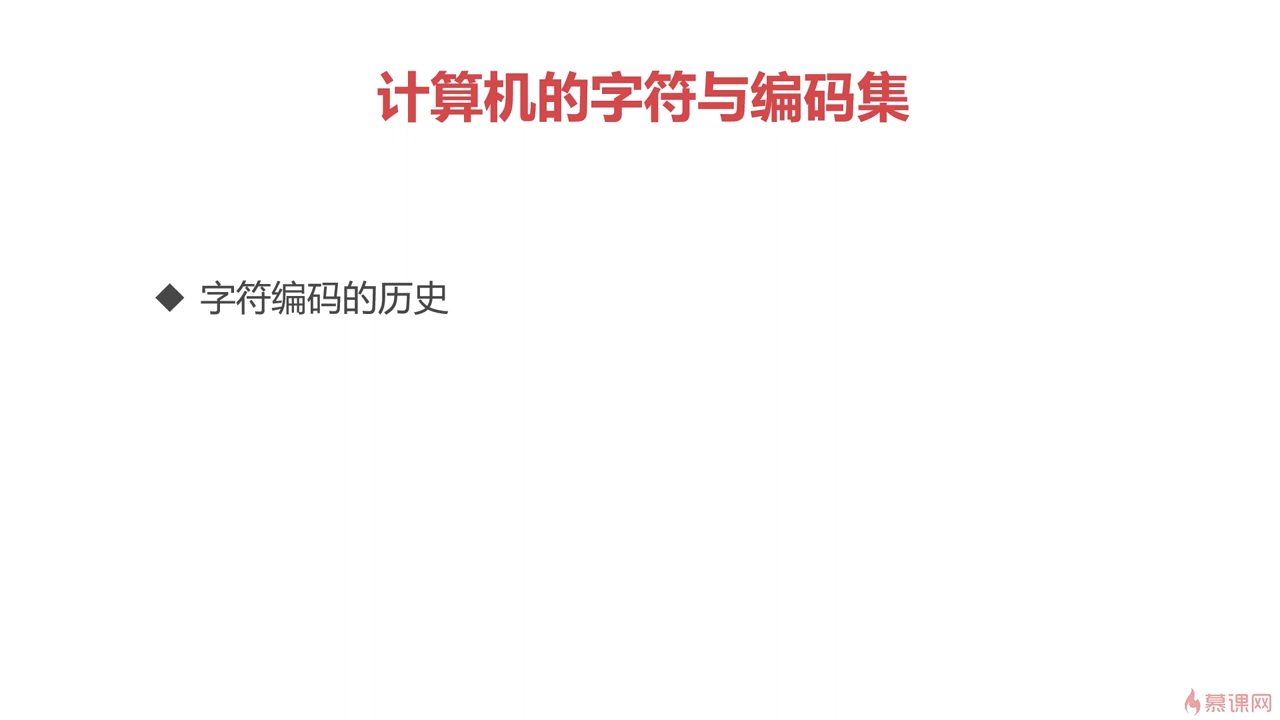 计算机的字符与编码集
◆ 字符编码的历史
慕课网